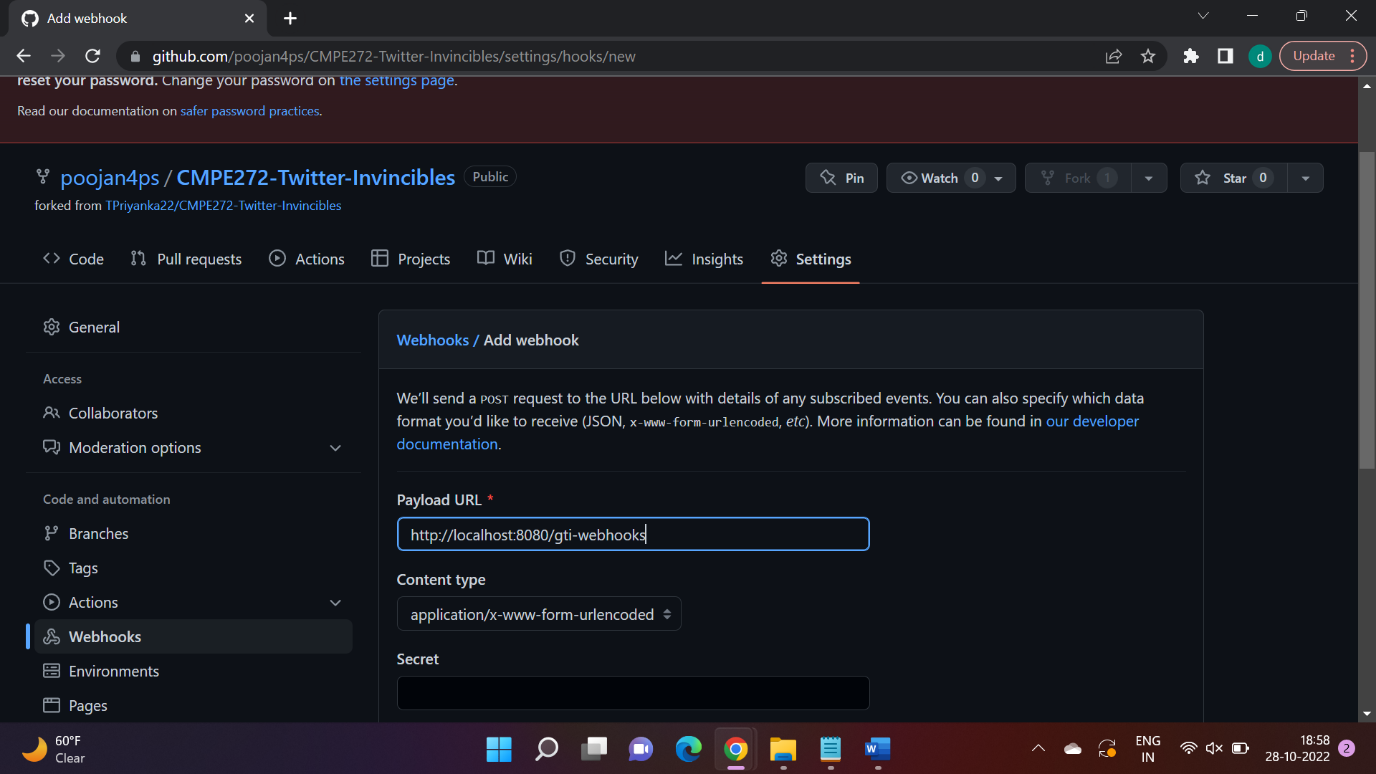 Add webhook
github.com/poojan4ps/CMPE272-Twitter-Invincibles/settings/hooks/new
d
Update
reset your password. Change your password on the settings page.
Read our documentation on safer password practices.
poojan4ps / CMPE272-Twitter-Invincibles Public
Pin
Watch 0
Fork 1
Star 0
forked from TPriyanka22/CMPE272-Twitter-Invincibles
Code
Pull requests
Actions
Projects
Wiki
Security
Insights
Settings
General
Access
Collaborators
Moderation options
Code and automation
Branches
Tags
Actions
Webhooks
Environments
Pages
Webhooks / Add webhook
We'll send a POST request to the URL below with details of any subscribed events. You can also specify which data
format you'd like to receive (JSON, x-www-form-urlencoded, etc). More information can be found in our developer
documentation.
Payload URL *
http://localhost:8080/gti-webhooks
Content type
application/x-www-form-urlencoded
Secret
60°F
Clear
W
ENG
IN
18:58
28-10-2022
2